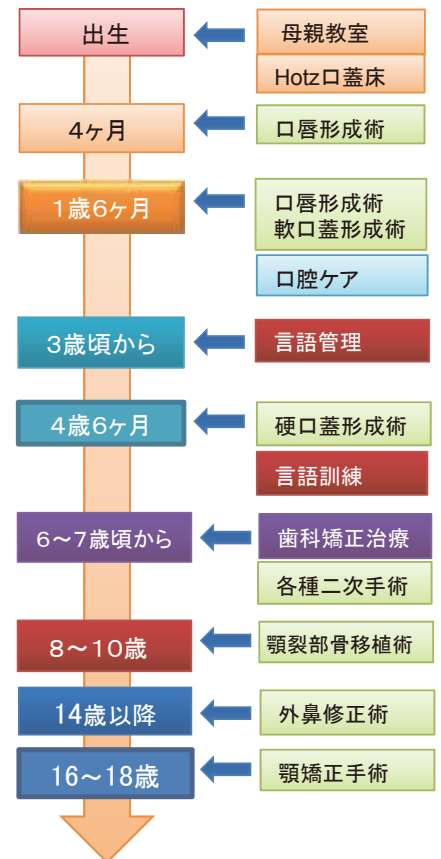 出生
母親教室
Hotz口蓋床
4ヶ月
口唇形成術
1歳6ヶ月
口唇形成術
軟口蓋形成術
口腔ケア
3歳頃から
言語管理
4歳6ヶ月
硬口蓋形成術
言語訓練
6～7歳頃から
歯科矯正治療
各種二次手術
8～10歳
顎裂部骨移植術
14歳以降
外鼻修正術
16～18歳
顎矯正手術